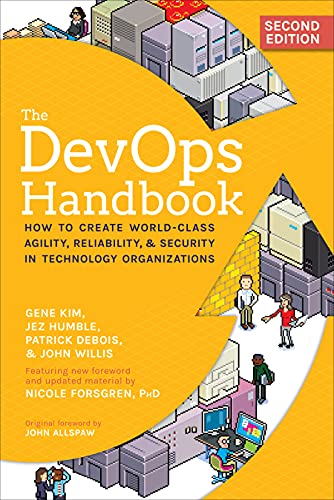 SECOND
EDITION
The
DevOps
Handbook
HOW TO CREATE WORLD-CLASS
AGILITY, RELIABILITY, & SECURITY
IN TECHNOLOGY ORGANIZATIONS
GENE KIM,
JEZ HUMBLE,
PATRICK DEBOIS,
& JOHN WILLIS
Featuring new foreword
and updated material by
NICOLE FORSGREN, PhD
Original foreword by
JOHN ALLSPAW